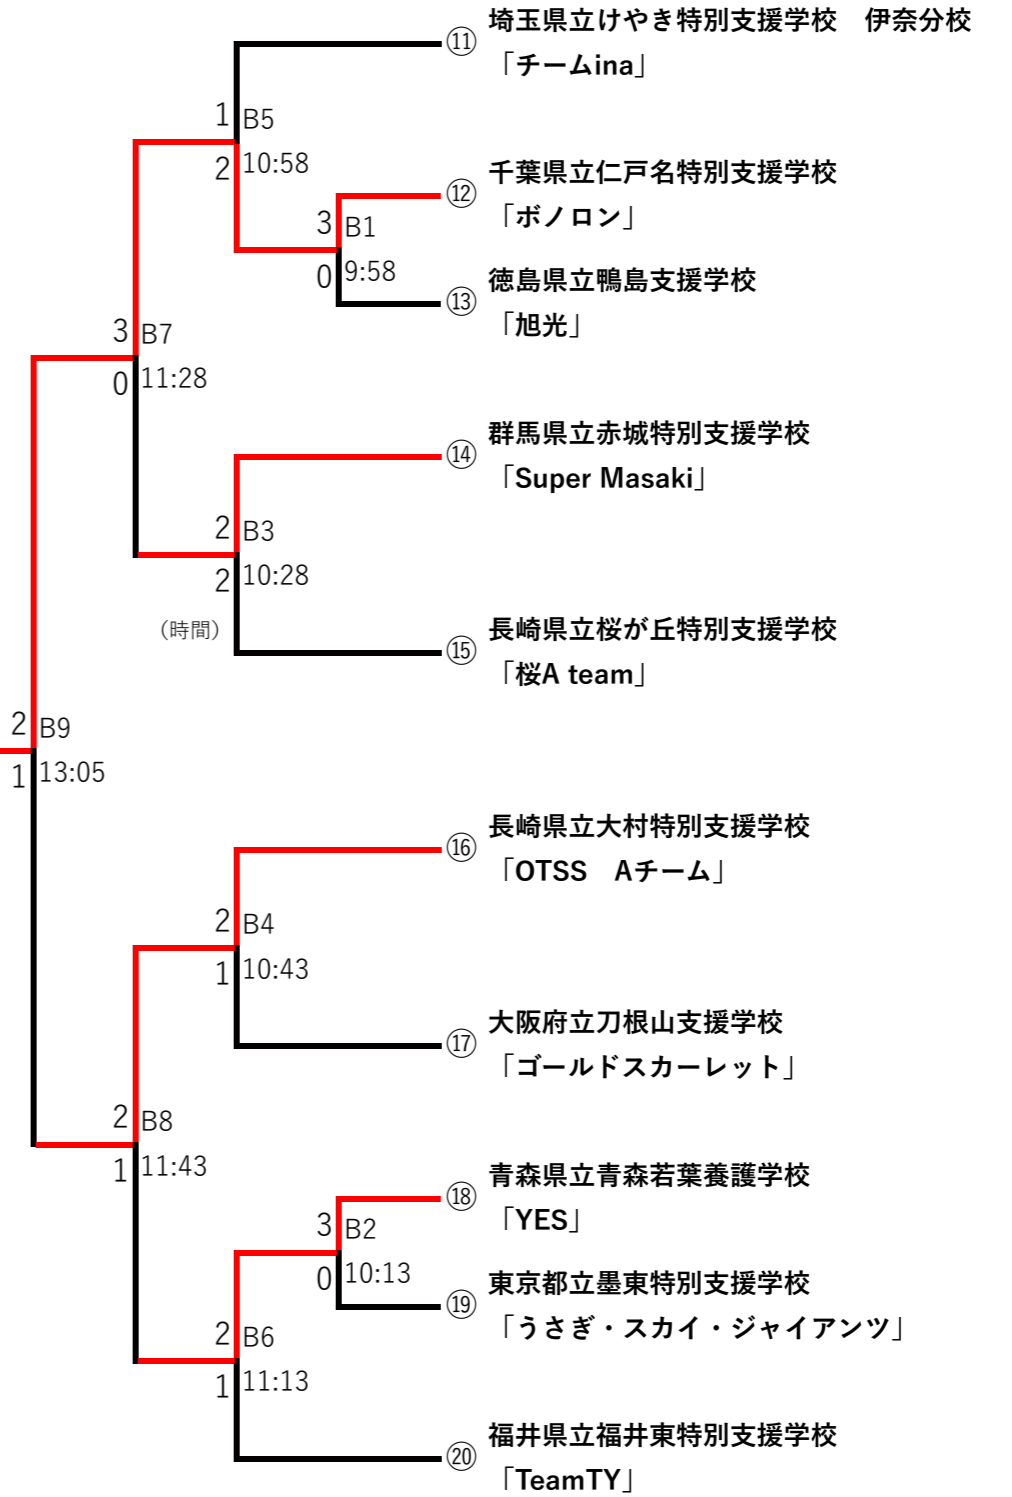 埼玉県立けやき特別支援学校　伊奈分校
⑪
「チームina」
1 B5
2 10:58
千葉県立仁戸名特別支援学校
⑫
「ボノロン」
3 B1
0 9:58
徳島県立鴨島支援学校
⑬
「旭光」
3 B7
0 11:28
群馬県立赤城特別支援学校
⑭
「Super Masaki」
2 B3
2 10:28
（時間）
長崎県立桜が丘特別支援学校
⑮
「桜A team」
2 B9
1 13:05
長崎県立大村特別支援学校
⑯
「OTSS　Aチーム」
2 B4
1 10:43
大阪府立刀根山支援学校
⑰
「ゴールドスカーレット」
2 B8
1 11:43
青森県立青森若葉養護学校
⑱
「YES」
3 B2
0 10:13
東京都立墨東特別支援学校
⑲
「うさぎ・スカイ・ジャイアンツ」
2 B6
1 11:13
福井県立福井東特別支援学校
⑳
「TeamTY」